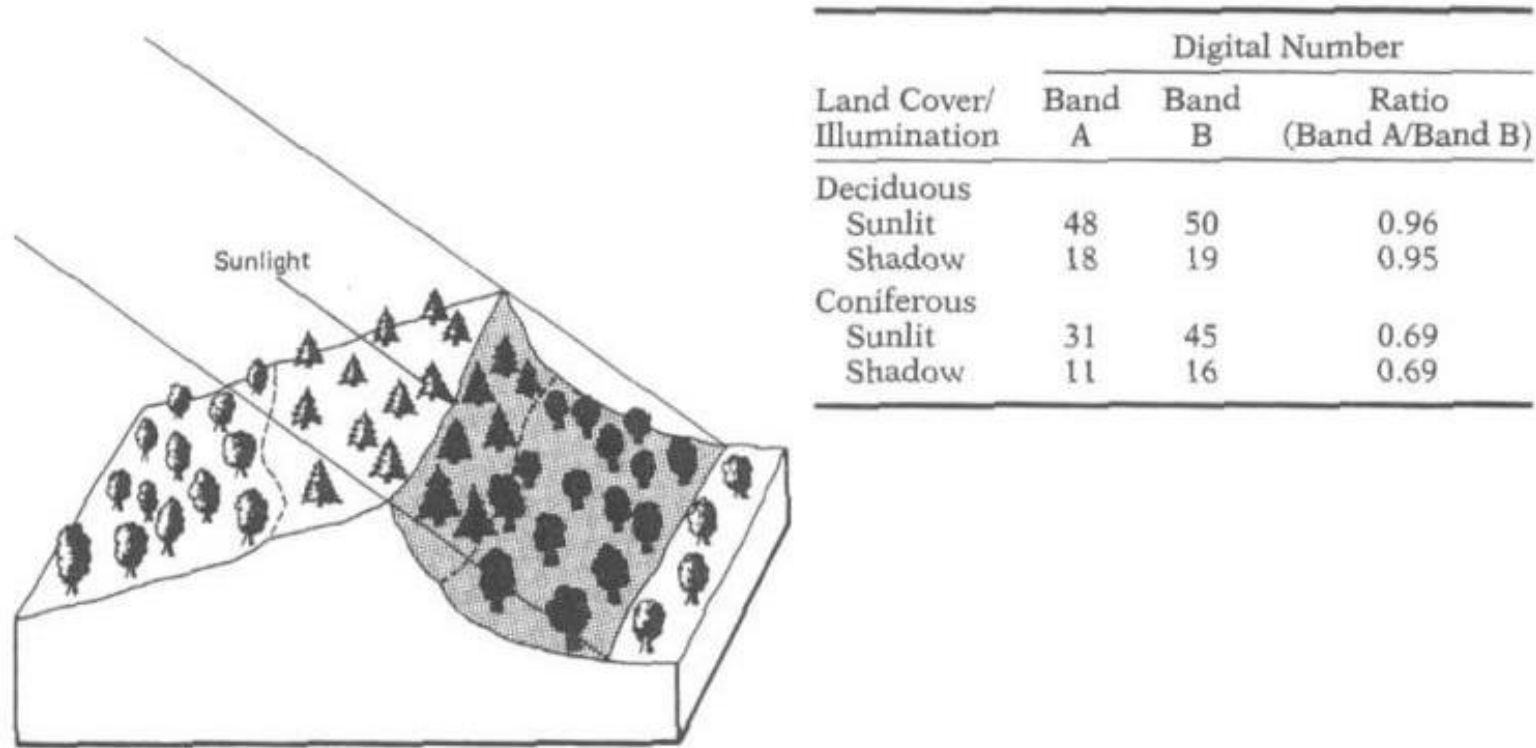 Sunlight
Digital Number
Land Cover/ Band Band Ratio
Illumination A B (Band A/Band B)
Deciduous
Sunlit 48 50 0.96
Shadow 18 19 0.95
Coniferous
Sunlit 31 45 0.69
Shadow 11 16 0.69